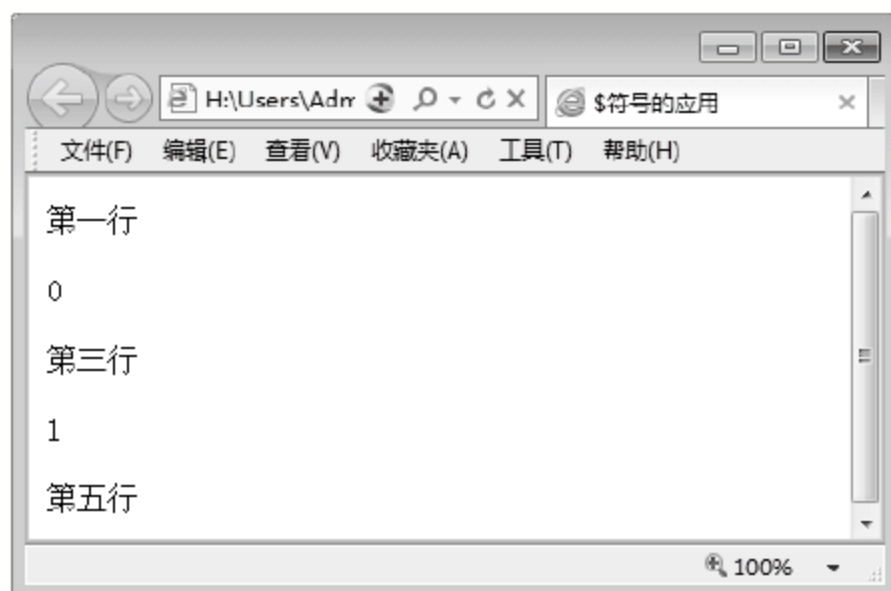 H:\Users\Adm
$符号的应用
文件(F) 编辑(E) 查看(V) 收藏夹(A) 工具(T) 帮助(H)
第一行
0
第三行
1
第五行
100%